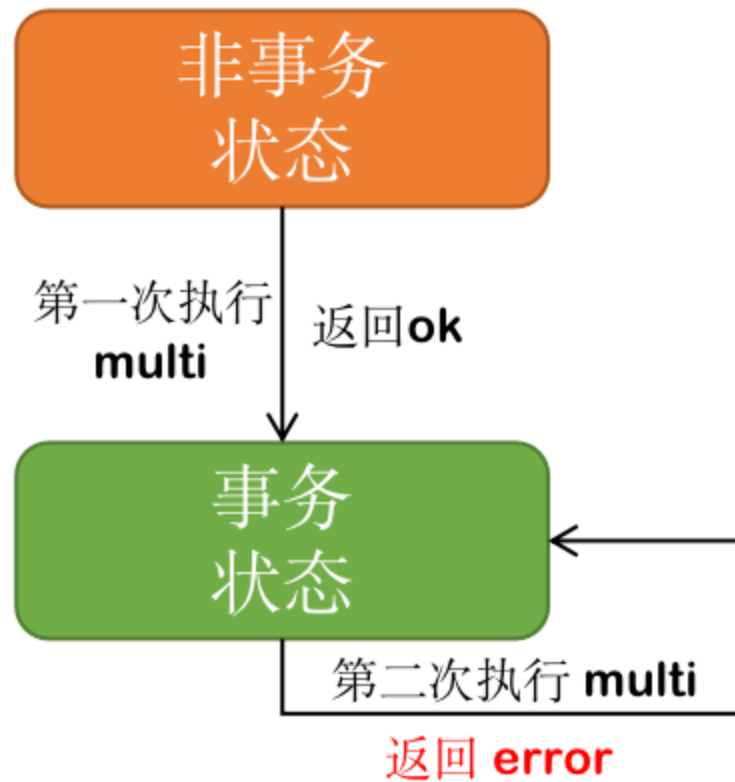 非事务
状态
第一次执行
multi
返回ok
事务
状态
第二次执行 multi
返回 error